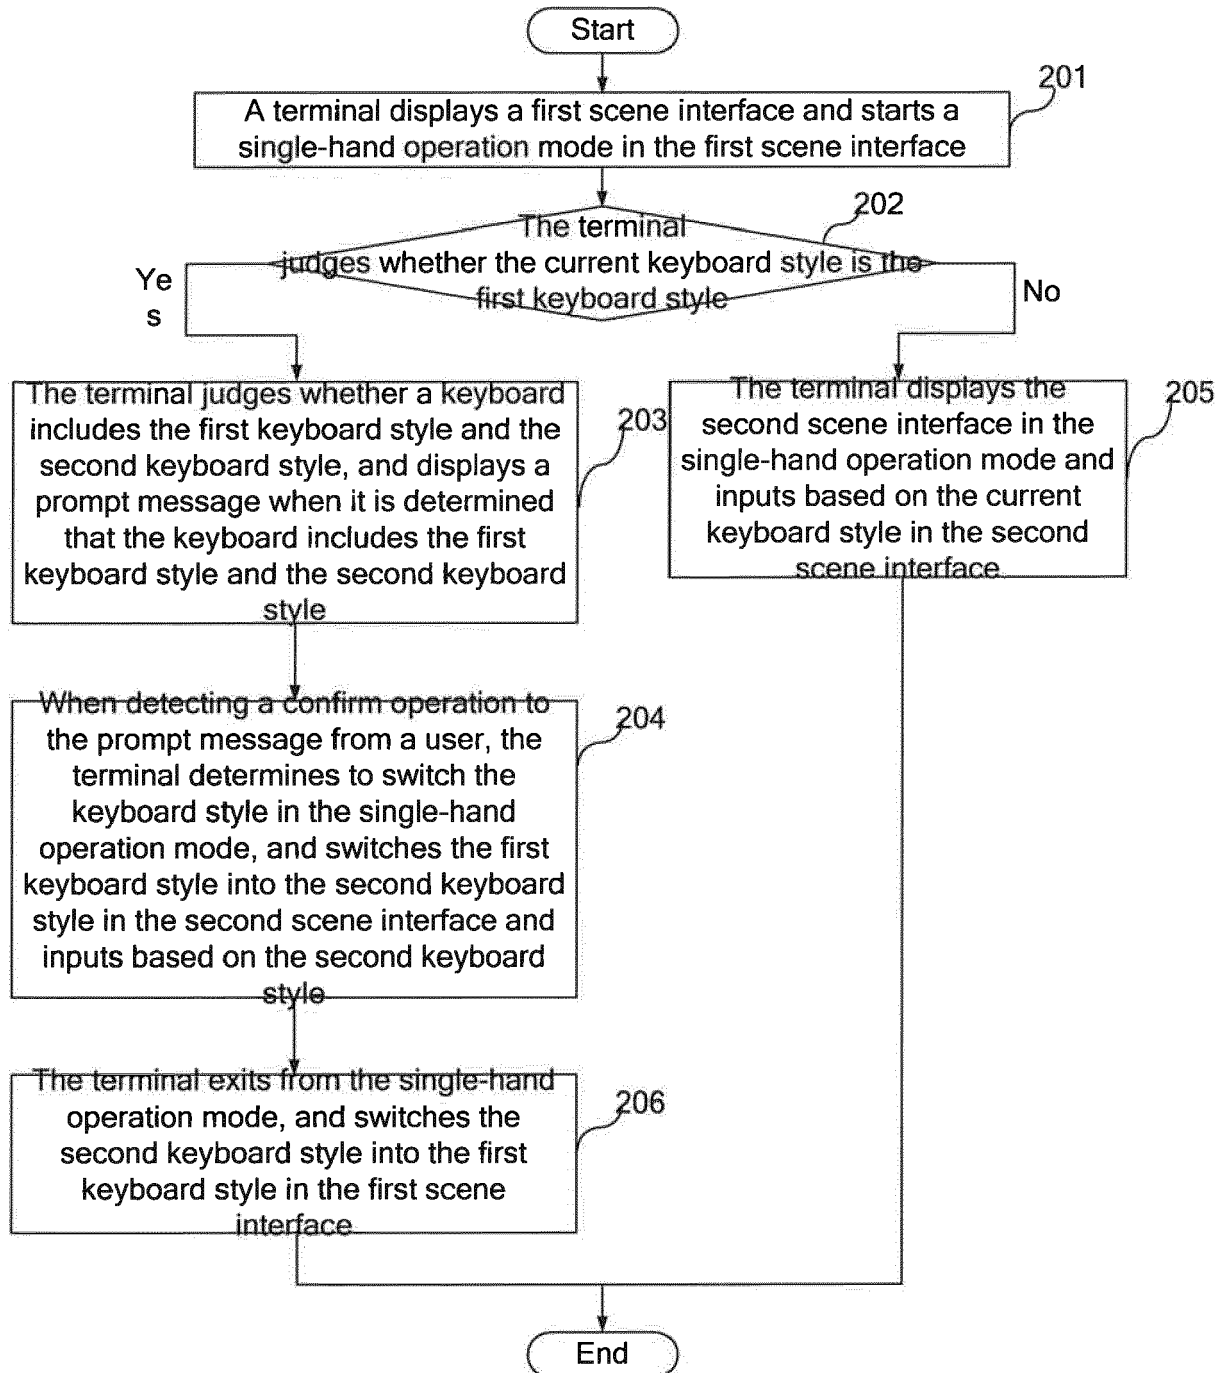 Start
201
A terminal displays a first scene interface and starts a
single-hand operation mode in the first scene interface
202
The terminal
judges whether the current keyboard style is the
first keyboard style
Ye
s
No
The terminal judges whether a keyboard
includes the first keyboard style and the
second keyboard style, and displays a
prompt message when it is determined
that the keyboard includes the first
keyboard style and the second keyboard
style
203
The terminal displays the
second scene interface in the
single-hand operation mode and
inputs based on the current
keyboard style in the second
scene interface
205
When detecting a confirm operation to
the prompt message from a user, the
terminal determines to switch the
keyboard style in the single-hand
operation mode, and switches the first
keyboard style into the second keyboard
style in the second scene interface and
inputs based on the second keyboard
style
204
The terminal exits from the single-hand
operation mode, and switches the
second keyboard style into the first
keyboard style in the first scene
interface
206
End